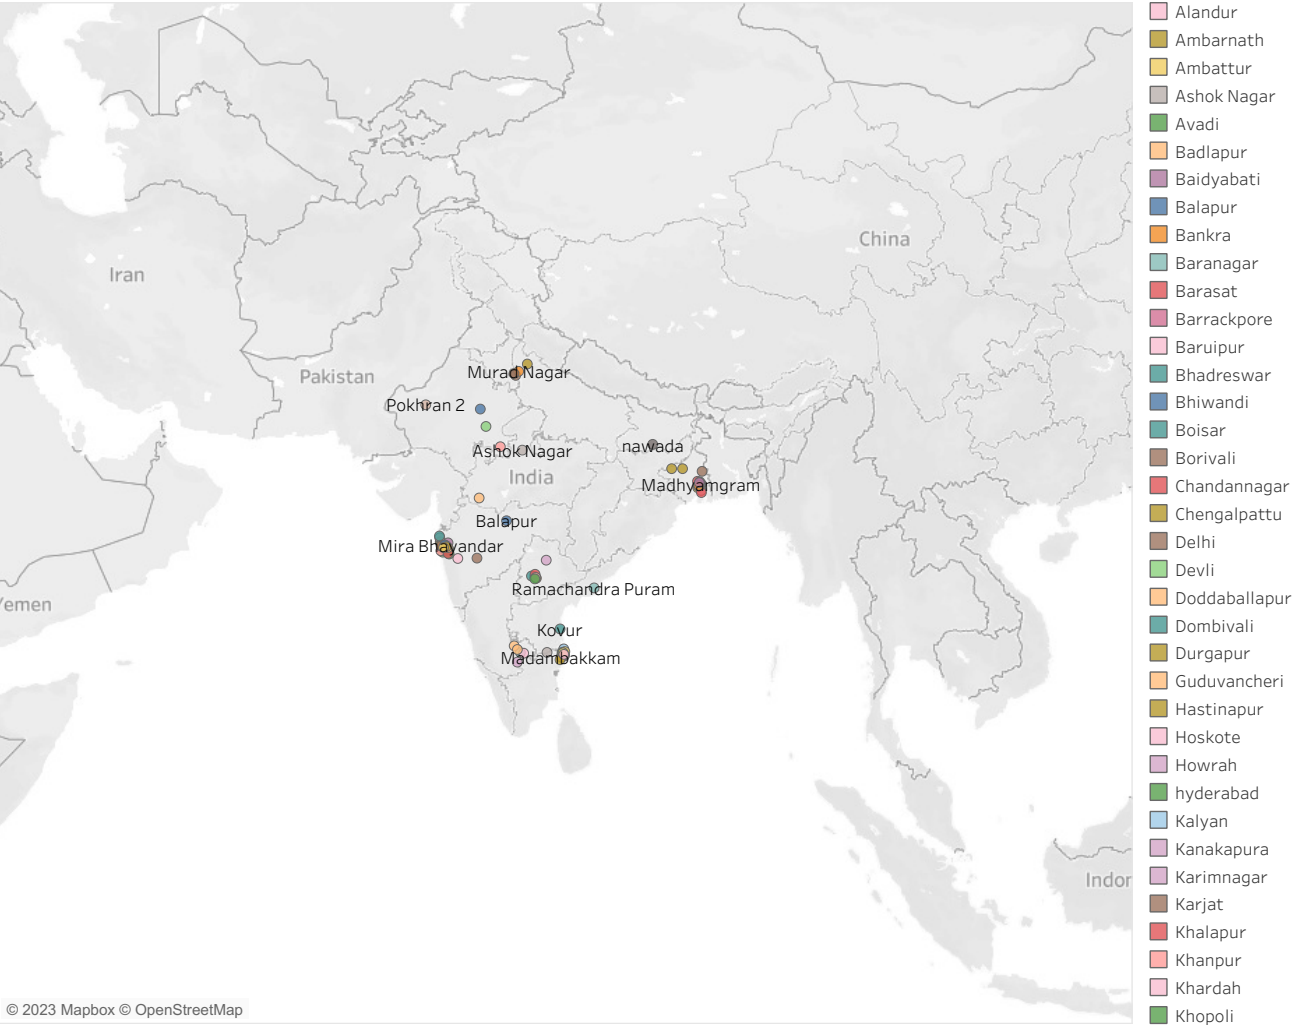 China
Iran
Pakistan
Murad Nagar
Pokhran 2
nawada
Ashok Nagar
India
Madhyamgram
Balapur
Mira Bhayandar
Ramachandra Puram
Yemen
Kovur
Madambakkam
Indon
© 2023 Mapbox © OpenStreetMap
Alandur
Ambarnath
Ambattur
Ashok Nagar
Avadi
Badlapur
Baidyabati
Balapur
Bankra
Baranagar
Barasat
Barrackpore
Baruipur
Bhadreswar
Bhiwandi
Boisar
Borivali
Chandannagar
Chengalpattu
Delhi
Devli
Doddaballapur
Dombivali
Durgapur
Guduvancheri
Hastinapur
Hoskote
Howrah
hyderabad
Kalyan
Kanakapura
Karimnagar
Karjat
Khalapur
Khanpur
Khardah
Khopoli